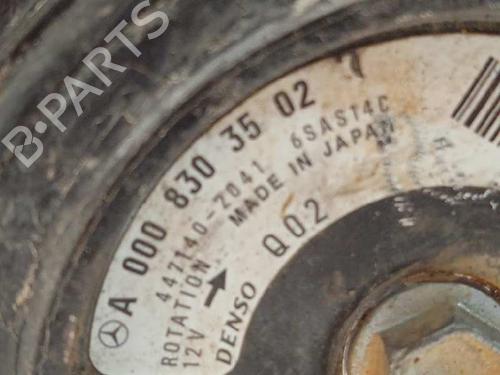 B-PARTS
A 000 830 35 02
447140-2041 6SAS14C
ROTATION MADE IN JAPAN
12V
DENSO Q02